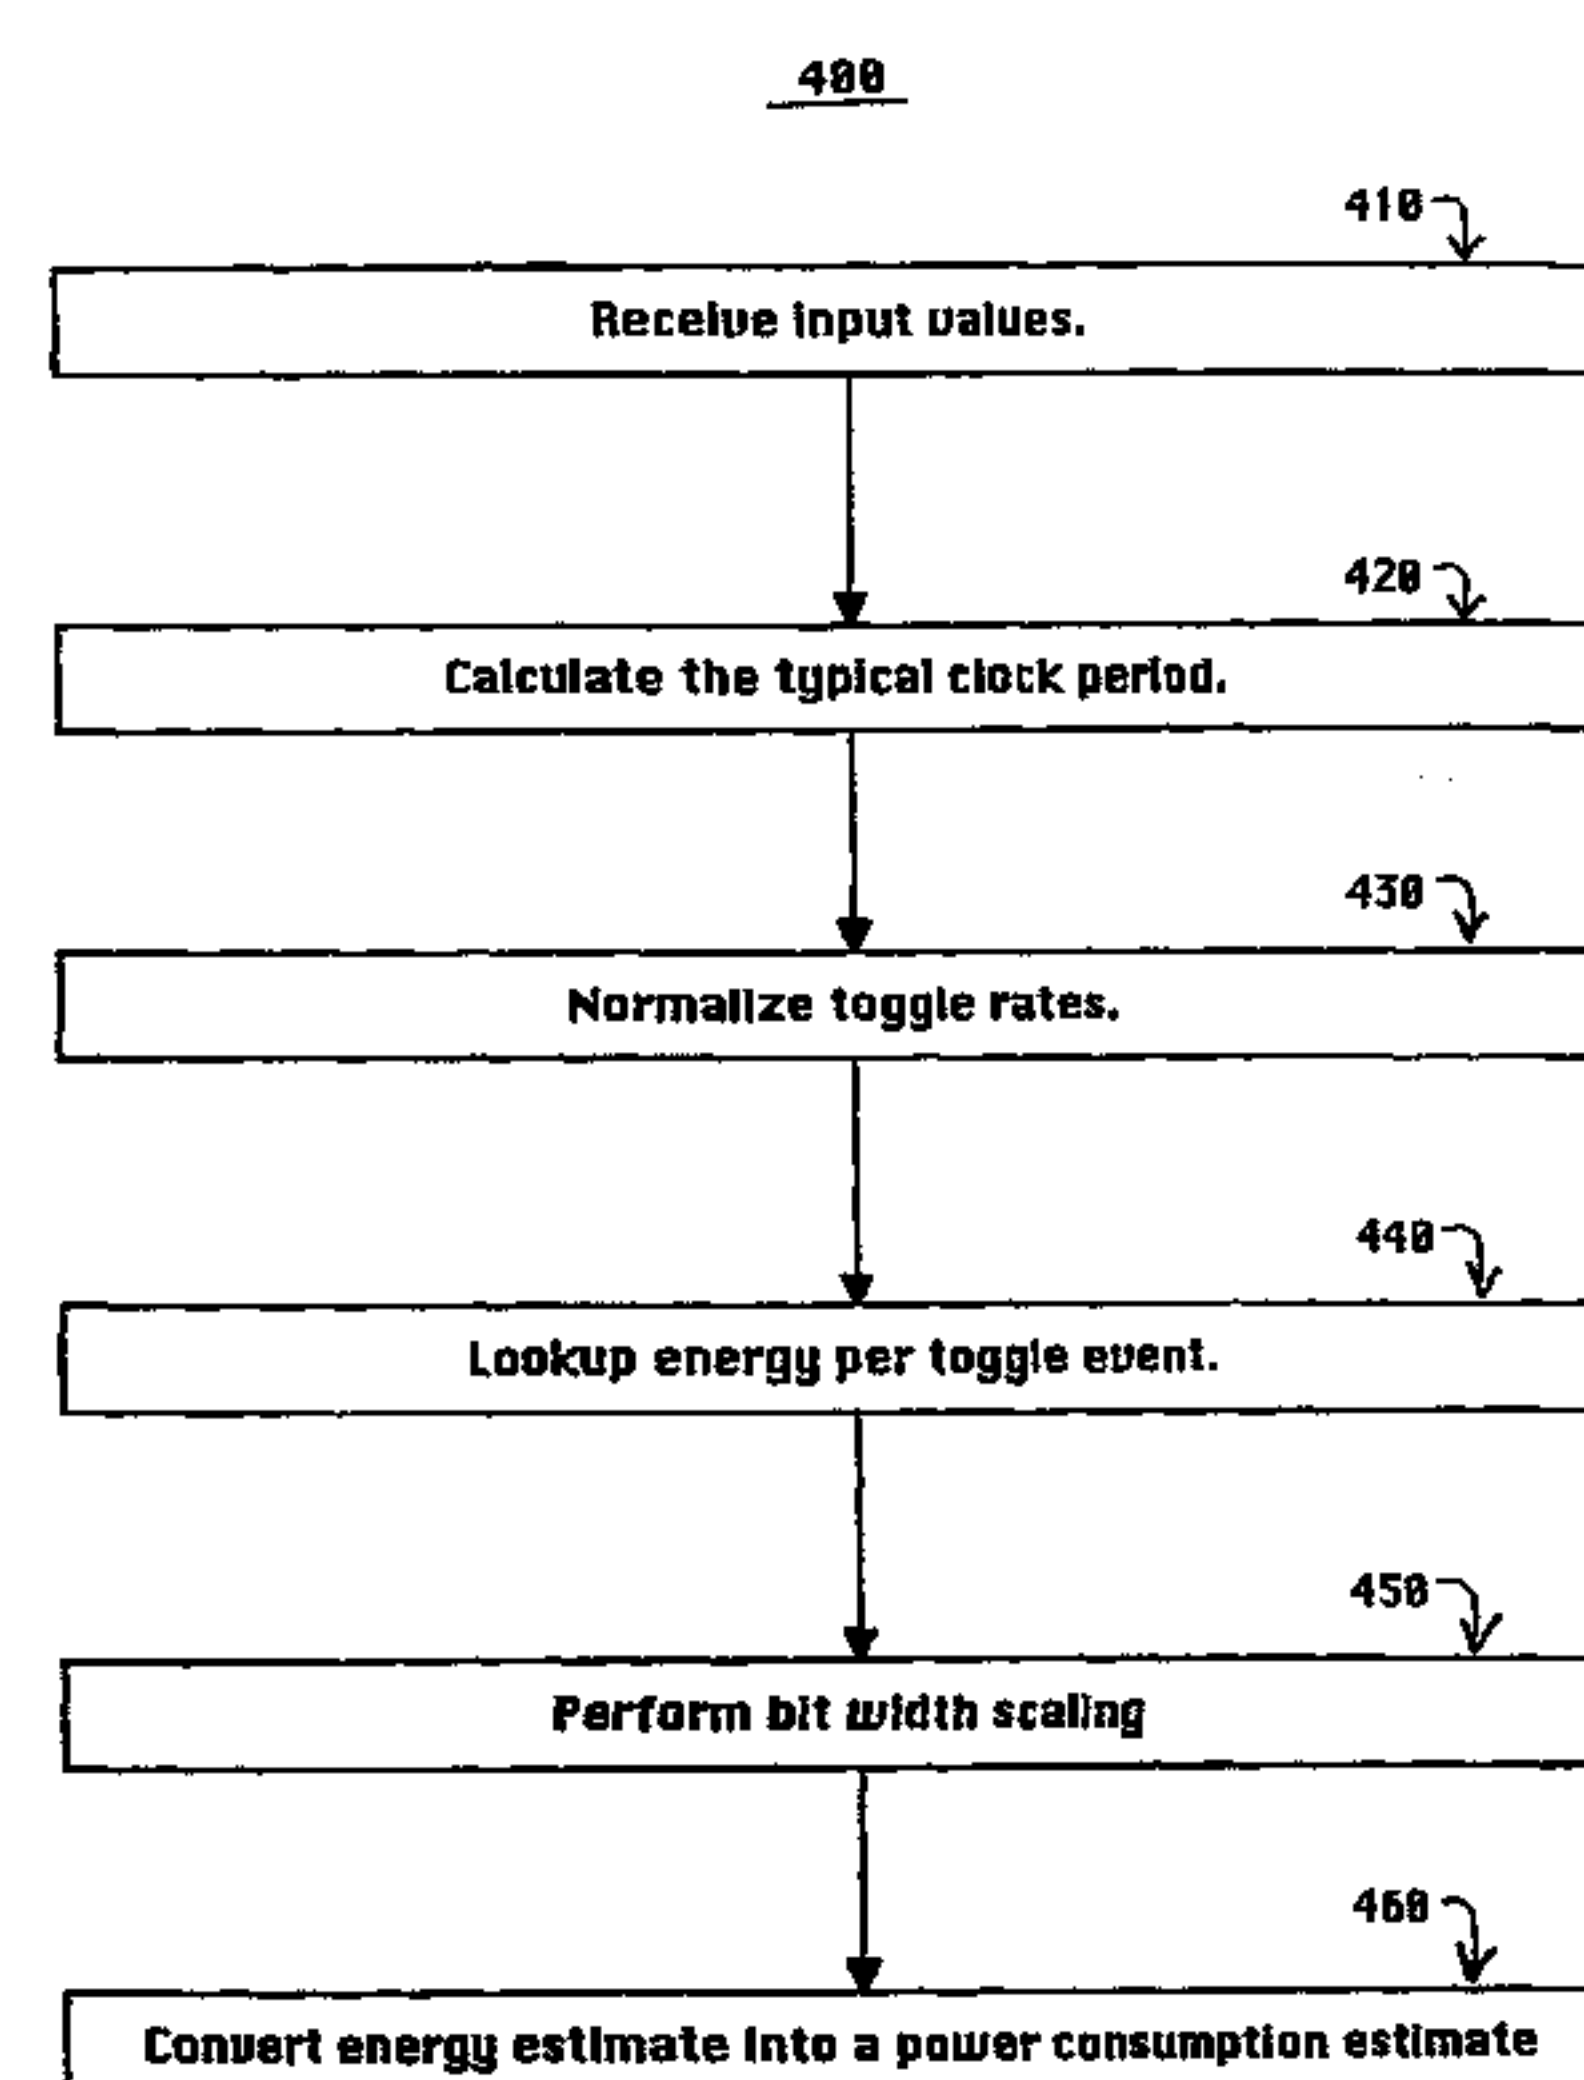 400
410
Receive input values.
420
Calculate the typical clock period.
430
Normalize toggle rates.
440
Lookup energy per toggle event.
450
Perform bit width scaling
460
Convert energy estimate into a power consumption estimate